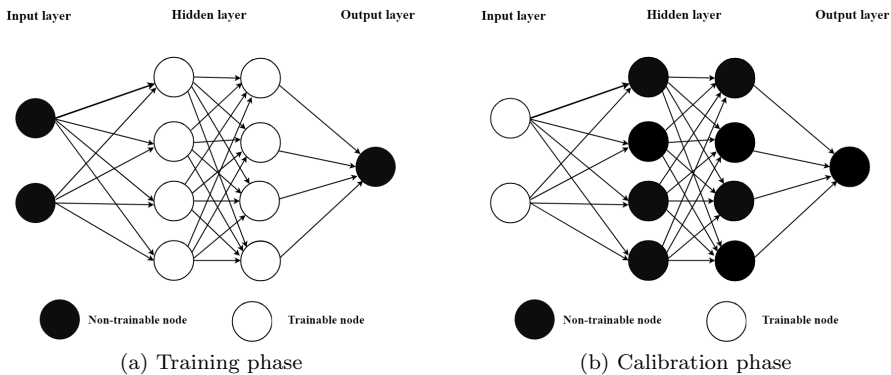 Input layer Hidden layer Output layer
Non-trainable node Trainable node
(a) Training phase
Input layer Hidden layer Output layer
Non-trainable node Trainable node
(b) Calibration phase